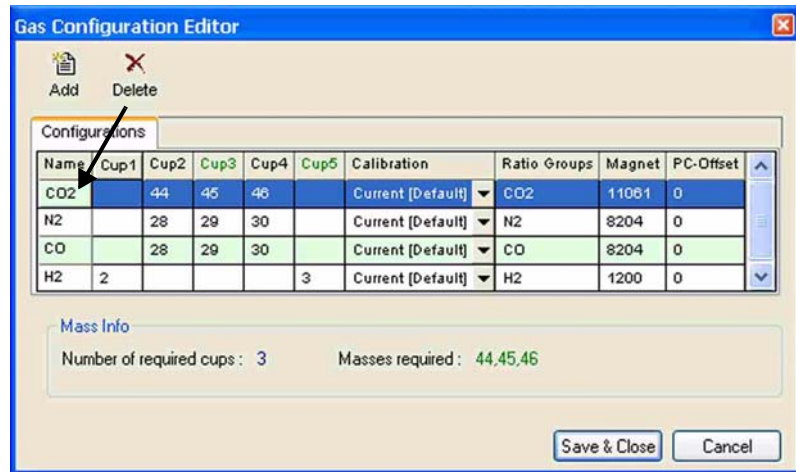 Gas Configuration Editor
Add Delete
Configurations
Name Cup1 Cup2 Cup3 Cup4 Cup5 Calibration Ratio Groups Magnet PC-Offset
CO2 44 45 46 Current [Default] CO2 11061 0
N2 28 29 30 Current [Default] N2 8204 0
CO 28 29 30 Current [Default] CO 8204 0
H2 2 3 Current [Default] H2 1200 0
Mass Info
Number of required cups : 3 Masses required : 44,45,46
Save & Close Cancel